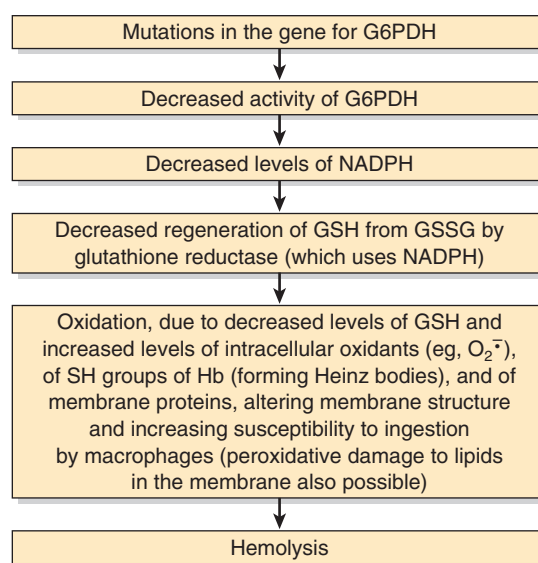 Mutations in the gene for G6PDH
Decreased activity of G6PDH
Decreased levels of NADPH
Decreased regeneration of GSH from GSSG by
glutathione reductase (which uses NADPH)
Oxidation, due to decreased levels of GSH and
increased levels of intracellular oxidants (eg, O₂⁻•),
of SH groups of Hb (forming Heinz bodies), and of
membrane proteins, altering membrane structure
and increasing susceptibility to ingestion
by macrophages (peroxidative damage to lipids
in the membrane also possible)
Hemolysis